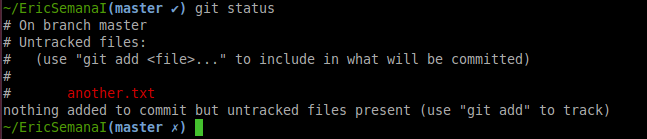 ~/EricSemanaI(master ✔) git status
# On branch master
# Untracked files:
#   (use "git add <file>..." to include in what will be committed)
#
#       another.txt
nothing added to commit but untracked files present (use "git add" to track)
~/EricSemanaI(master ✗)